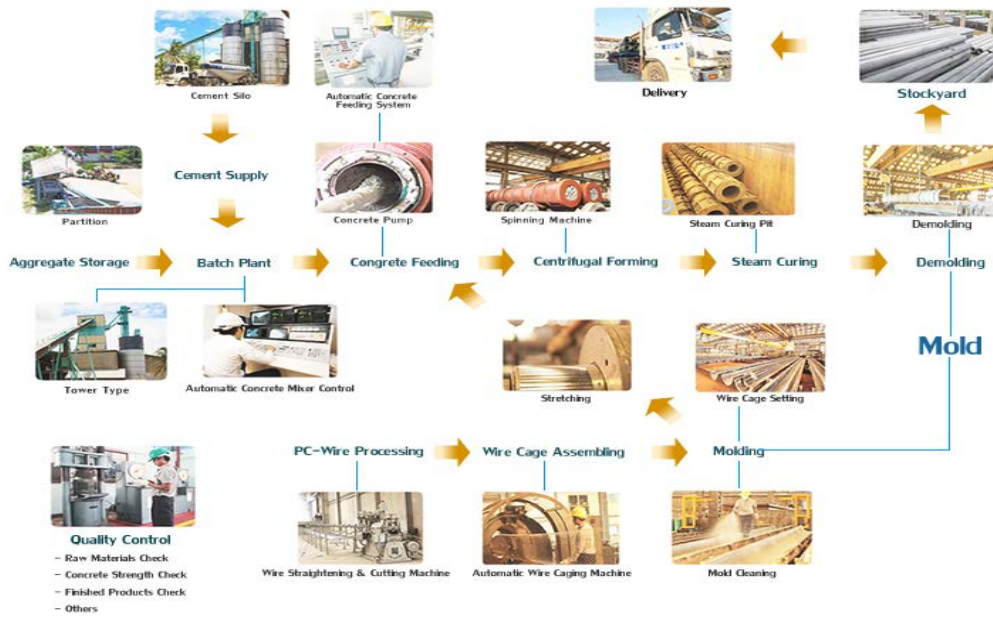 Cement Silo
Automatic Concrete
Feeding System
Delivery
Stockyard
Cement Supply
Partition
Concrete Pump
Spinning Machine
Steam Curing Pit
Demolding
Aggregate Storage
Batch Plant
Congrete Feeding
Centrifugal Forming
Steam Curing
Demolding
Mold
Tower Type
Automatic Concrete Mixer Control
Stretching
Wire Cage Setting
PC-Wire Processing
Wire Cage Assembling
Molding
Quality Control
- Raw Materials Check
- Concrete Strength Check
- Finished Products Check
- Others
Wire Straightening & Cutting Machine
Automatic Wire Caging Machine
Mold Cleaning